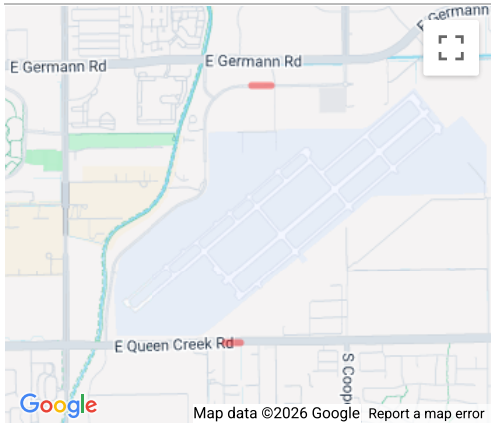 E Germann
E Germann Rd
E Germann Rd
E Queen Creek Rd
S Coop
Google
Map data ©2026 Google
Report a map error